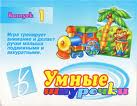 Выпуск 1
Игра тренирует
внимание и делает
ручки малыша
подвижными и
аккуратными.
Умные
шнурочки